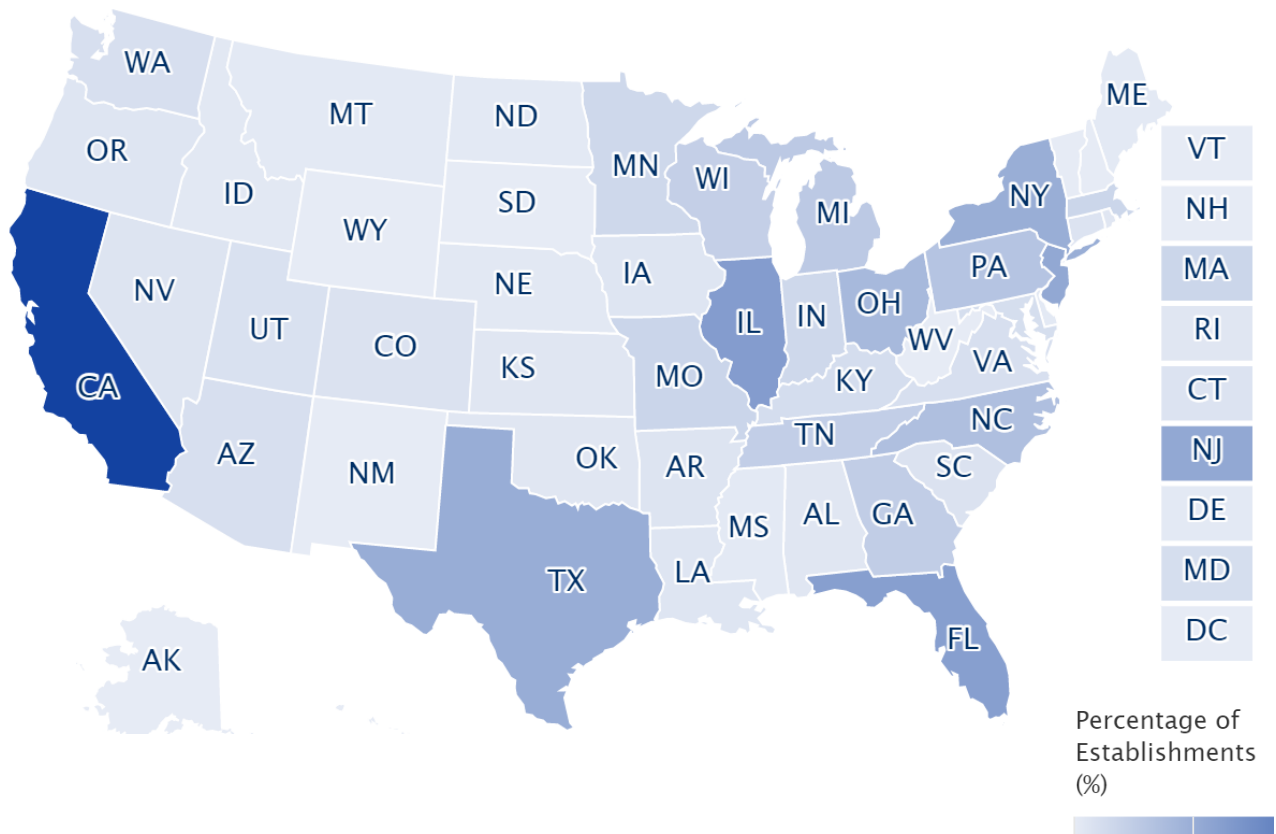 WA
MT
ND
ME
OR
MN
VT
ID
WI
SD
NY
MI
NH
WY
IA
PA
MA
NV
NE
OH
IL
IN
RI
UT
WV
CO
VA
KS
MO
KY
CT
CA
NC
TN
NJ
AZ
OK
AR
SC
NM
DE
MS
AL
GA
LA
MD
TX
DC
FL
AK
Percentage of
Establishments
(%)